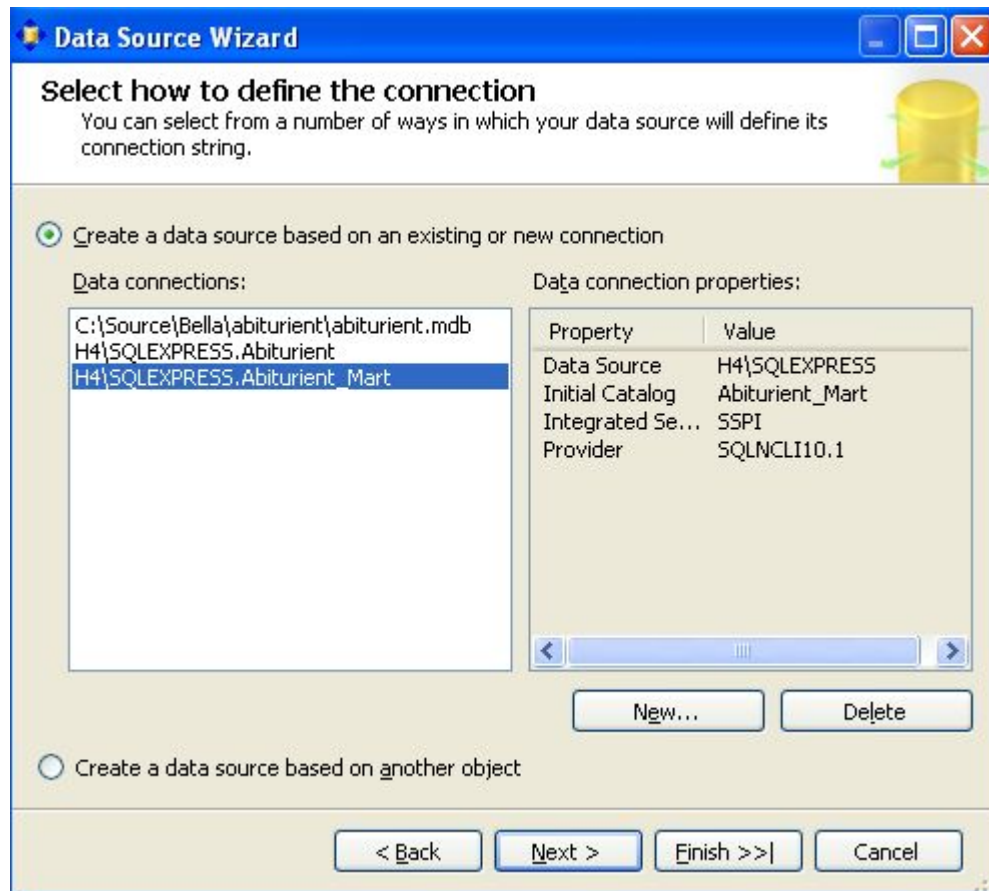 Data Source Wizard
Select how to define the connection
You can select from a number of ways in which your data source will define its
connection string.
Create a data source based on an existing or new connection
Data connections:
C:\Source\Bella\abiturient\abiturient.mdb
H4\SQLEXPRESS.Abiturient
H4\SQLEXPRESS.Abiturient_Mart
Data connection properties:
Property Value
Data Source H4\SQLEXPRESS
Initial Catalog Abiturient_Mart
Integrated Se... SSPI
Provider SQLNCLI10.1
New... Delete
Create a data source based on another object
< Back Next > Finish >>| Cancel